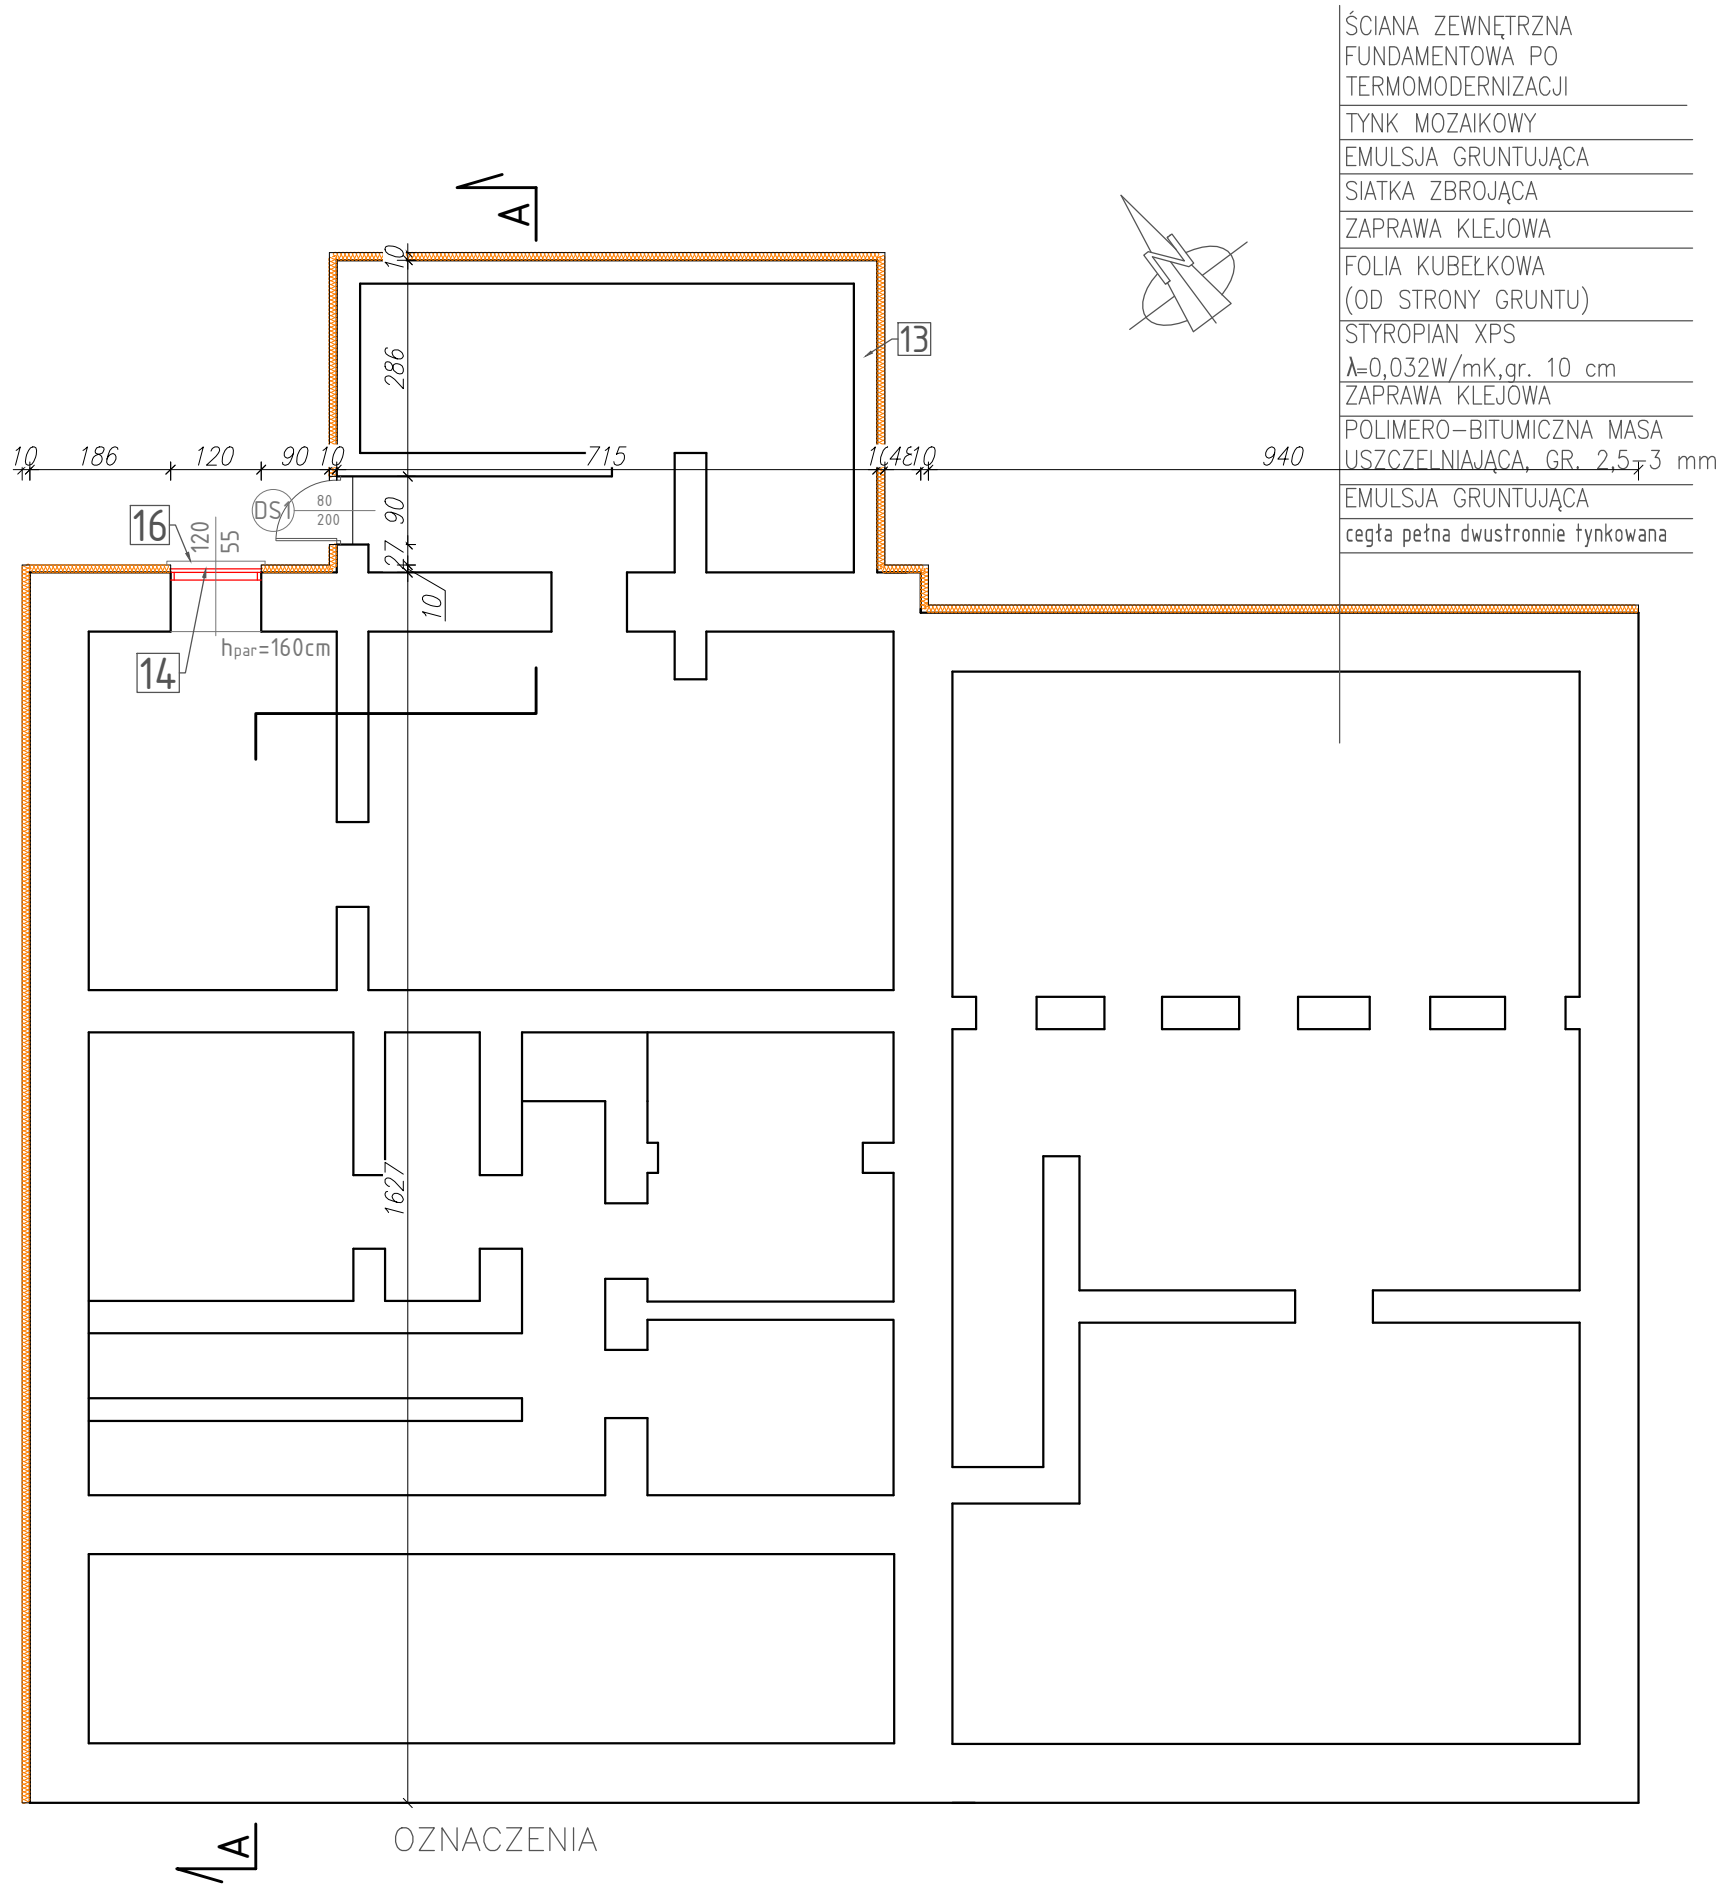 ŚCIANA ZEWNĘTRZNA
FUNDAMENTOWA PO
TERMOMODERNIZACJI
TYNK MOZAIKOWY
EMULSJA GRUNTUJĄCA
SIATKA ZBROJĄCA
ZAPRAWA KLEJOWA
FOLIA KUBEŁKOWA
(OD STRONY GRUNTU)
STYROPIAN XPS
λ=0,032W/mK,gr. 10 cm
ZAPRAWA KLEJOWA
POLIMERO-BITUMICZNA MASA
USZCZELNIAJĄCA, GR. 2,5-3 mm
EMULSJA GRUNTUJĄCA
cegła pełna dwustronnie tynkowana
A
N
10
13
286
10 186 120 90 10 715 10 48 10 940
DS1
80
200
90
16
120
55
27
10
hpar=160cm
14
1627
A
OZNACZENIA